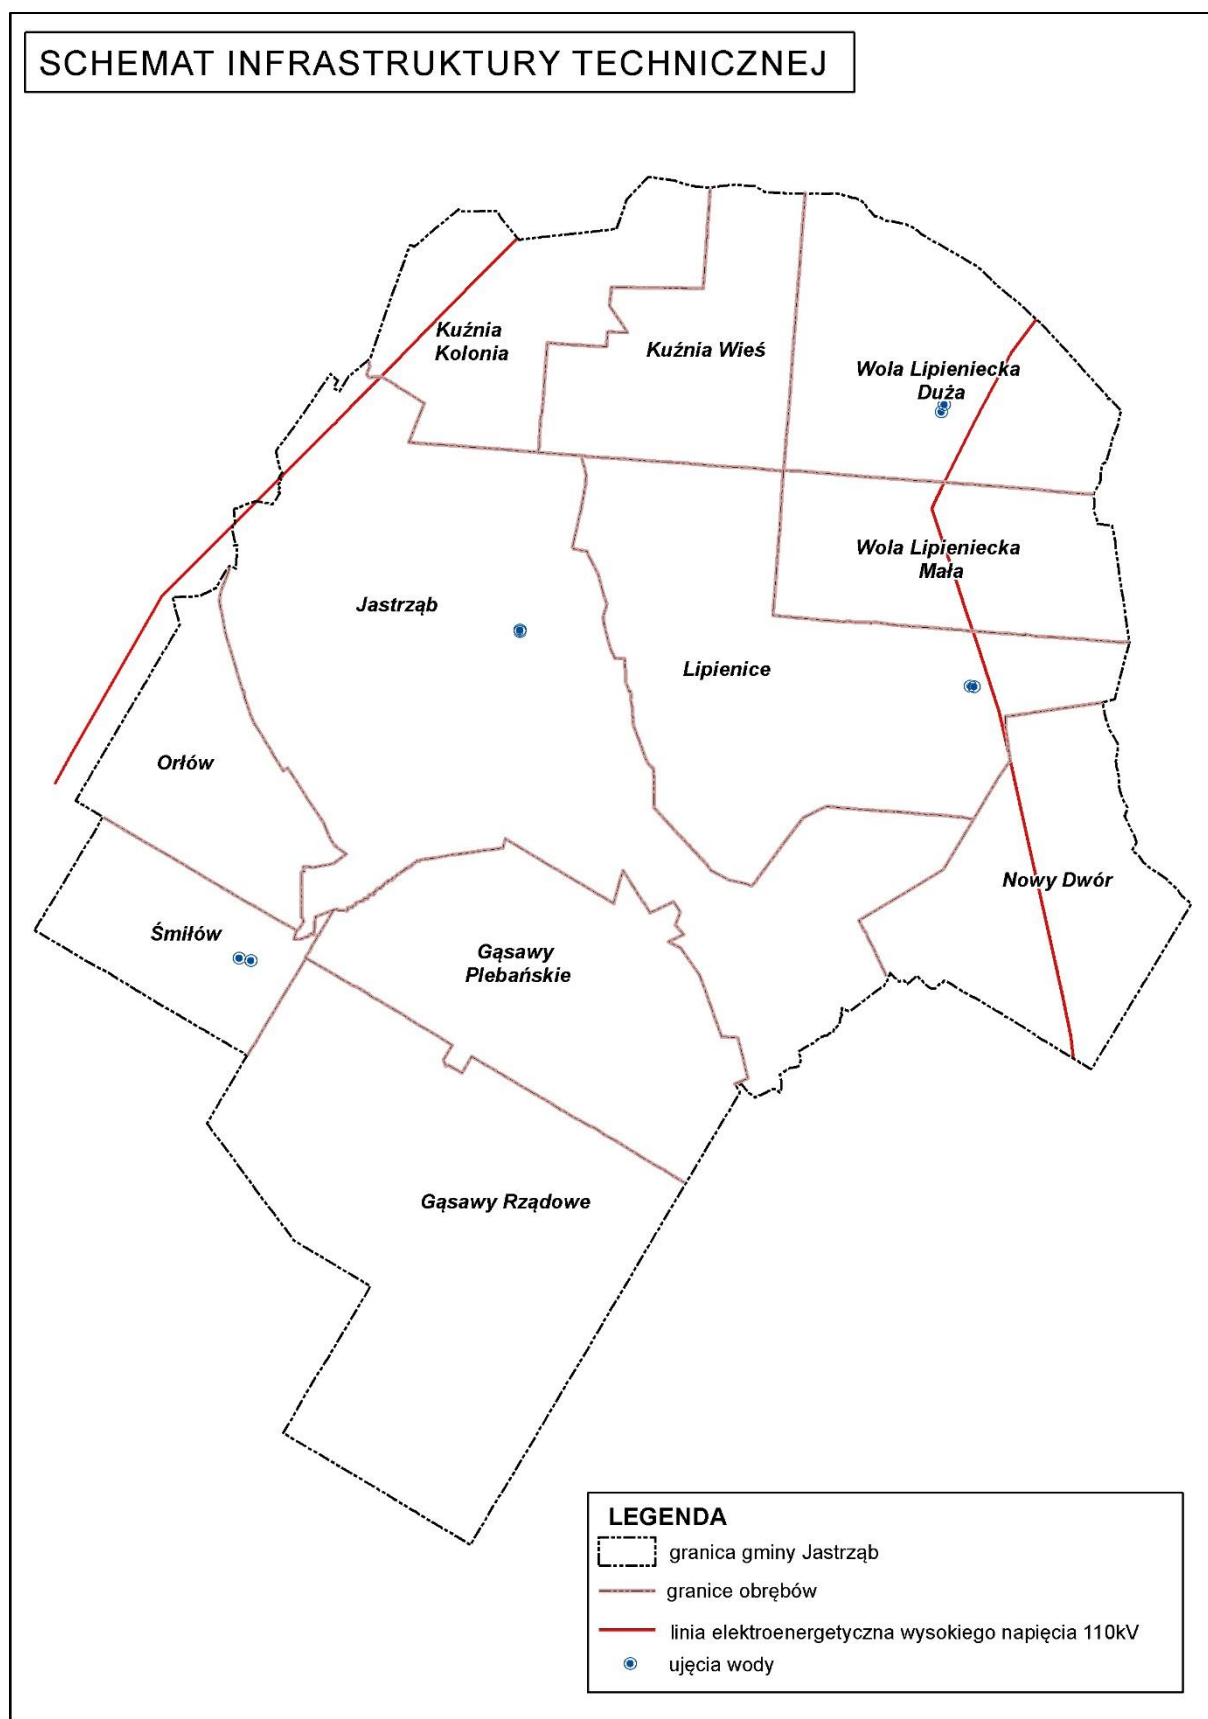 SCHEMAT INFRASTRUKTURY TECHNICZNEJ
Kuźnia
Kolonia
Kuźnia Wieś
Wola Lipieniecka
Duża
Wola Lipieniecka
Mała
Jastrząb
Lipienice
Orłów
Nowy Dwór
Śmiłów
Gąsawy
Plebańskie
Gąsawy Rządowe
LEGENDA
granica gminy Jastrząb
granice obrębów
linia elektroenergetyczna wysokiego napięcia 110kV
ujęcia wody